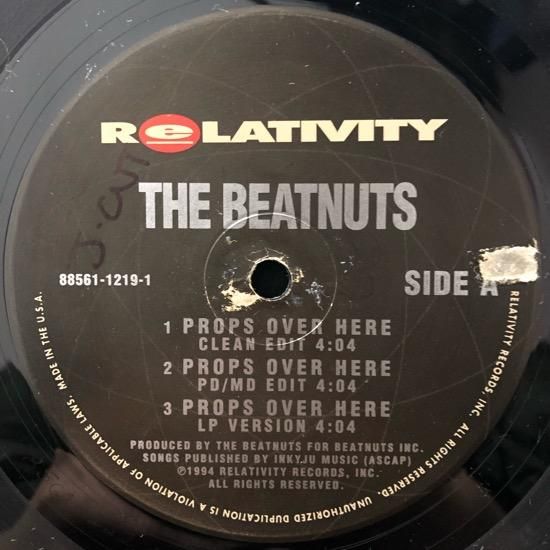 RELATIVITY
THE BEATNUTS
J-CUT
88561-1219-1
SIDE A
1 PROPS OVER HERE
CLEAN EDIT 4:04
2 PROPS OVER HERE
PD/MD EDIT 4:04
3 PROPS OVER HERE
LP VERSION 4:04
PRODUCED BY THE BEATNUTS FOR BEATNUTS INC.
SONGS PUBLISHED BY INKYJU MUSIC (ASCAP)
℗1994 RELATIVITY RECORDS, INC.
ALL RIGHTS RESERVED.
RELATIVITY RECORDS, INC. ALL RIGHTS RESERVED. UNAUTHORIZED DUPLICATION IS A VIOLATION OF APPLICABLE LAWS. MADE IN THE U.S.A.